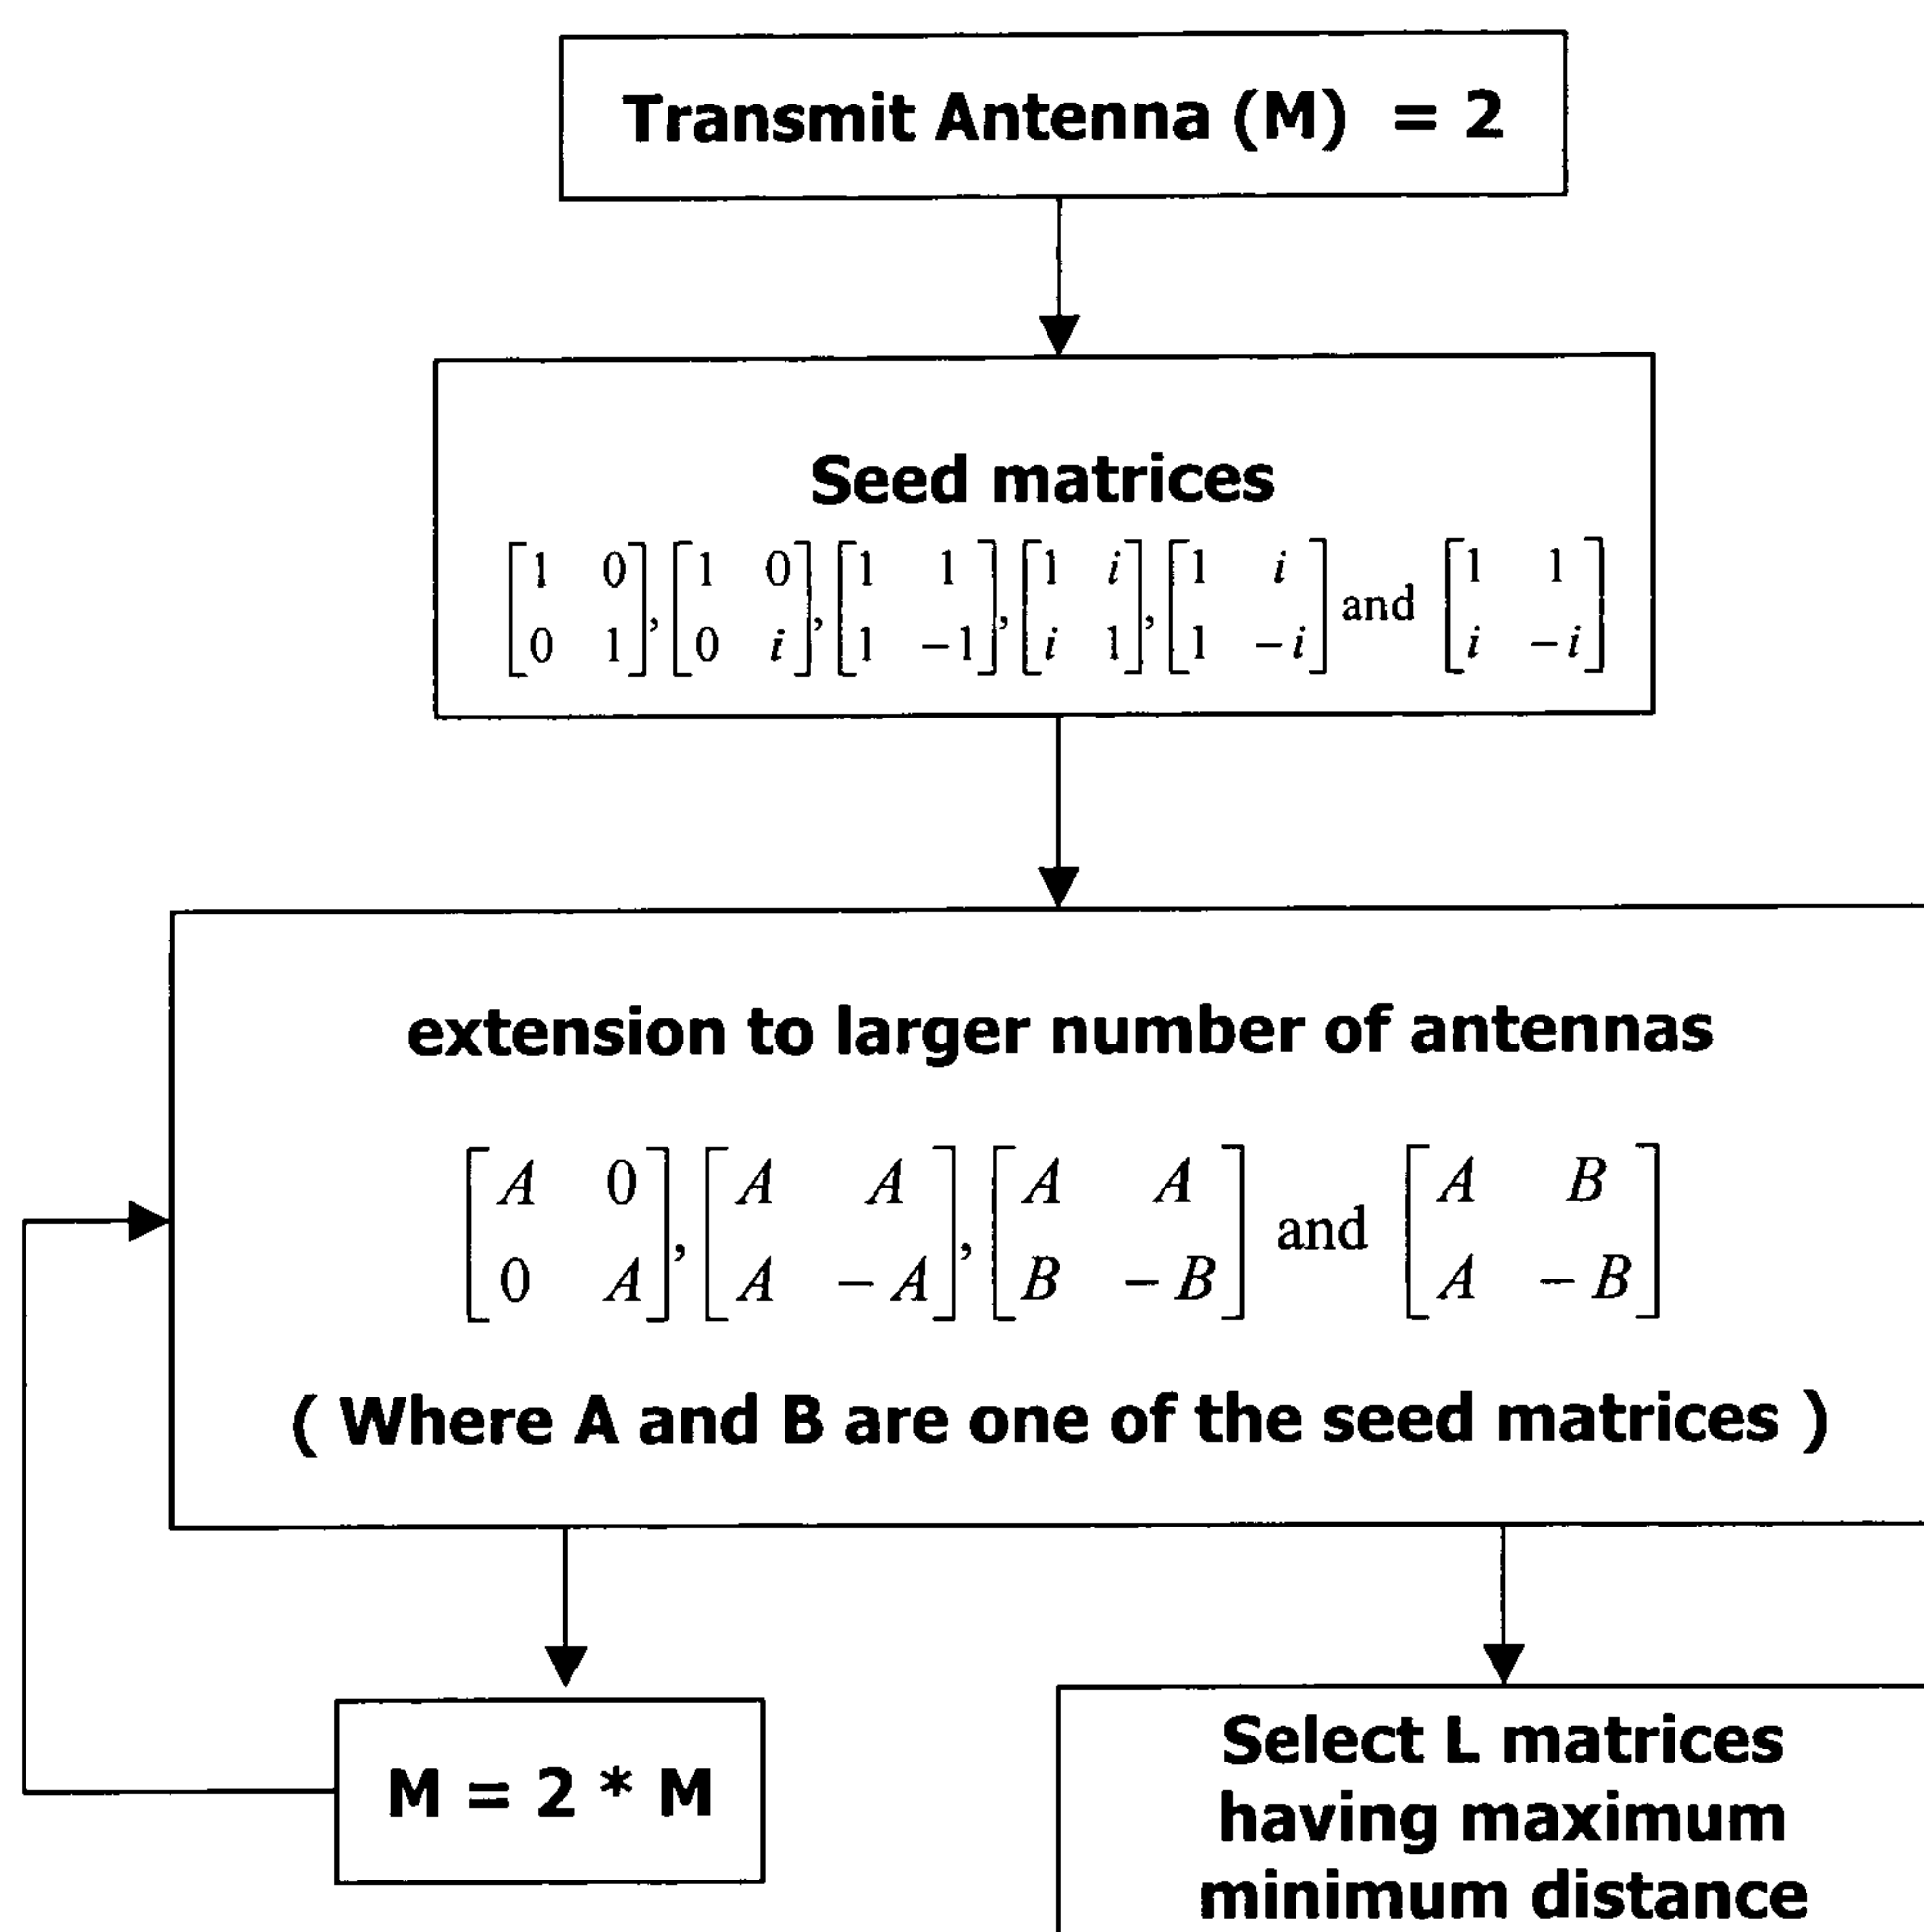 Transmit Antenna (M) = 2
Seed matrices
[1 0; 0 1], [1 0; 0 i], [1 1; 1 -1], [1 i; i 1], [1 i; 1 -i] and [1 1; i -i]
extension to larger number of antennas
[A 0; 0 A], [A A; A -A], [A A; B -B] and [A B; A -B]
( Where A and B are one of the seed matrices )
M = 2 * M
Select L matrices
having maximum
minimum distance